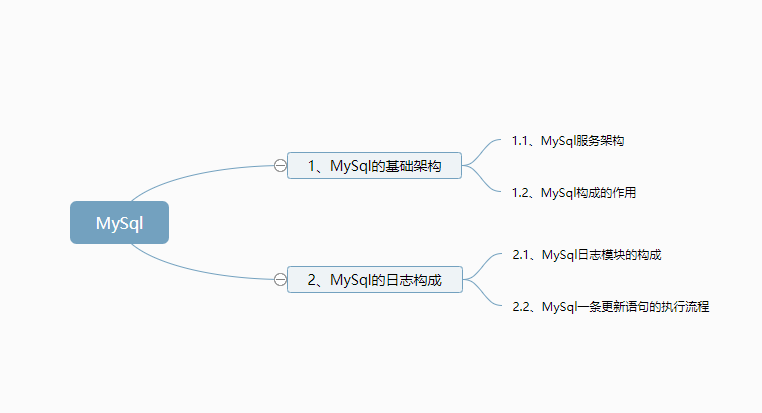 MySql
1、MySql的基础架构
1.1、MySql服务架构
1.2、MySql构成的作用
2、MySql的日志构成
2.1、MySql日志模块的构成
2.2、MySql一条更新语句的执行流程